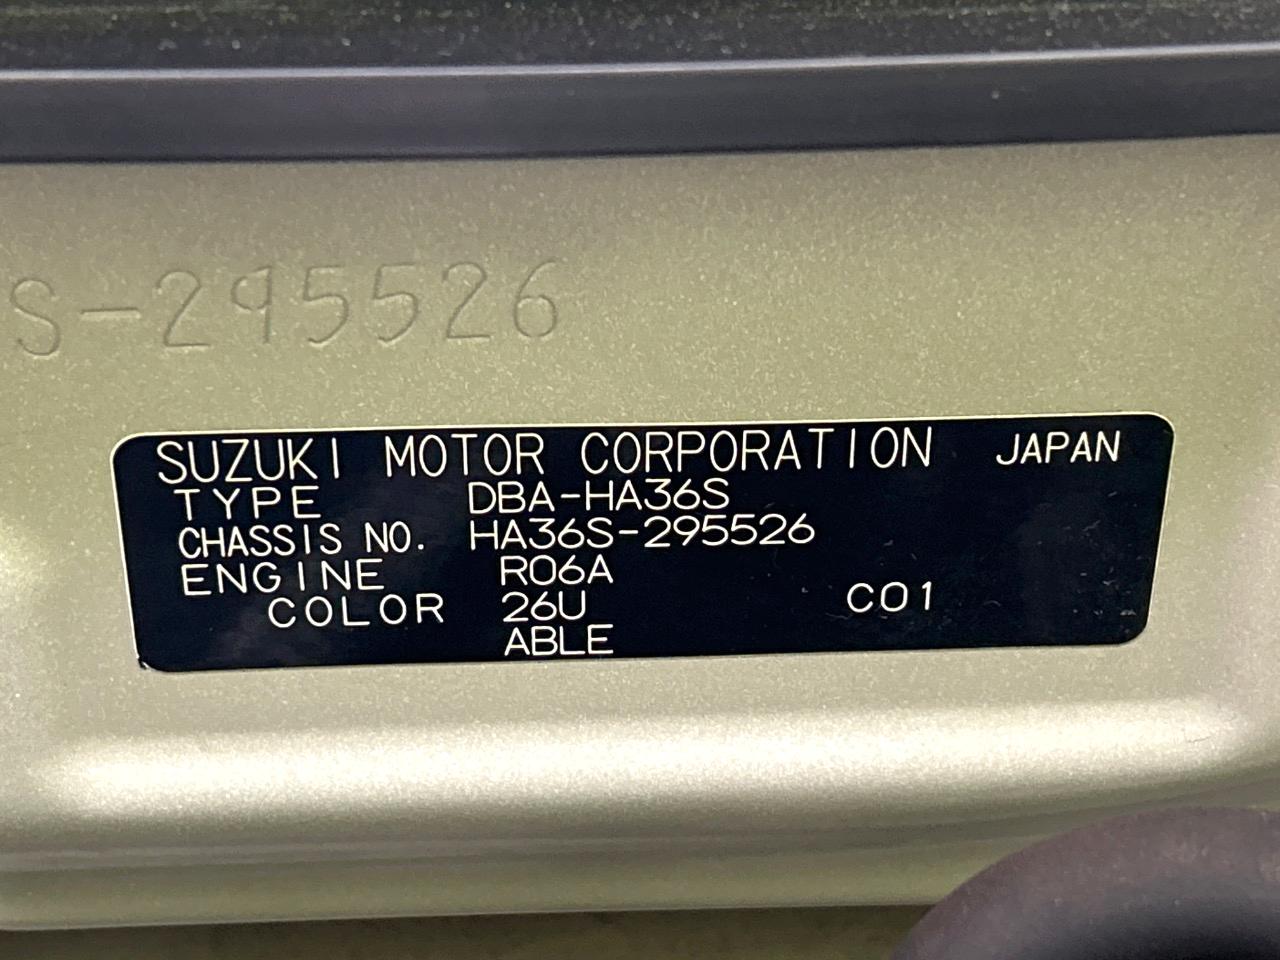 S-295526
SUZUKI MOTOR CORPORATION JAPAN
TYPE DBA-HA36S
CHASSIS NO. HA36S-295526
ENGINE R06A
COLOR 26U C01
ABLE